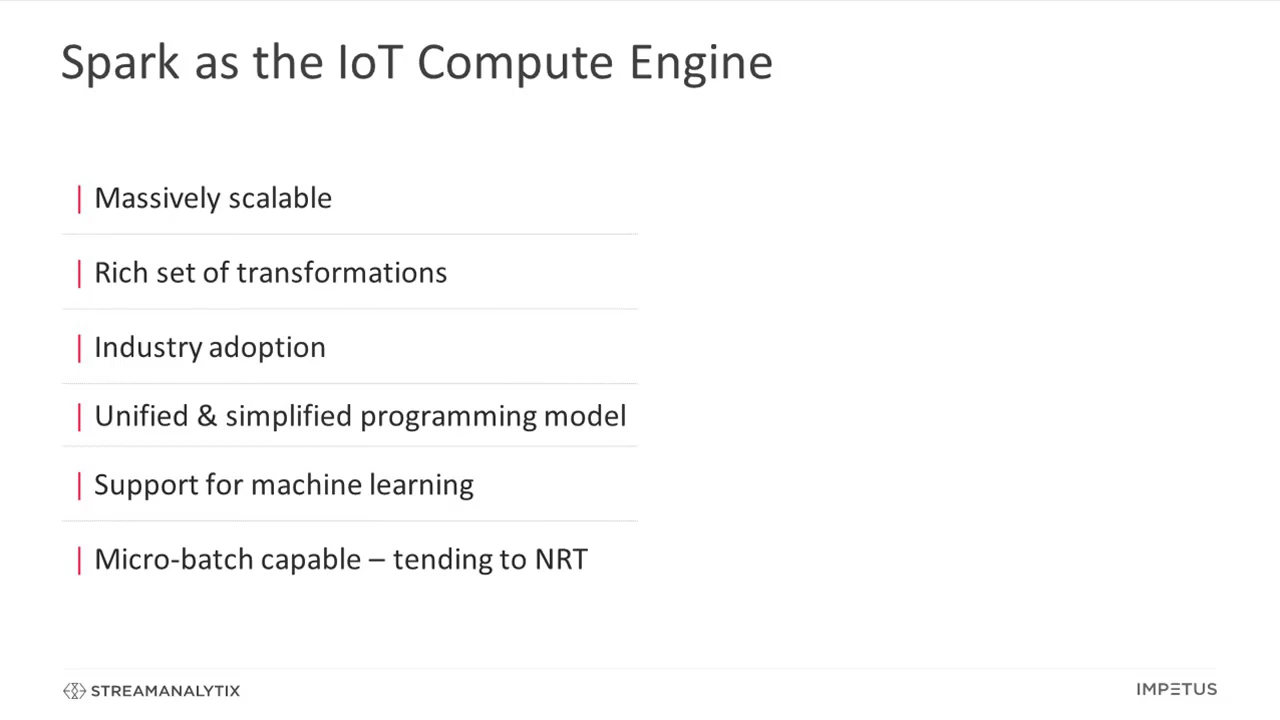 Spark as the IoT Compute Engine
| Massively scalable
| Rich set of transformations
| Industry adoption
| Unified & simplified programming model
| Support for machine learning
| Micro-batch capable – tending to NRT
STREAMANALYTIX
IMPETUS